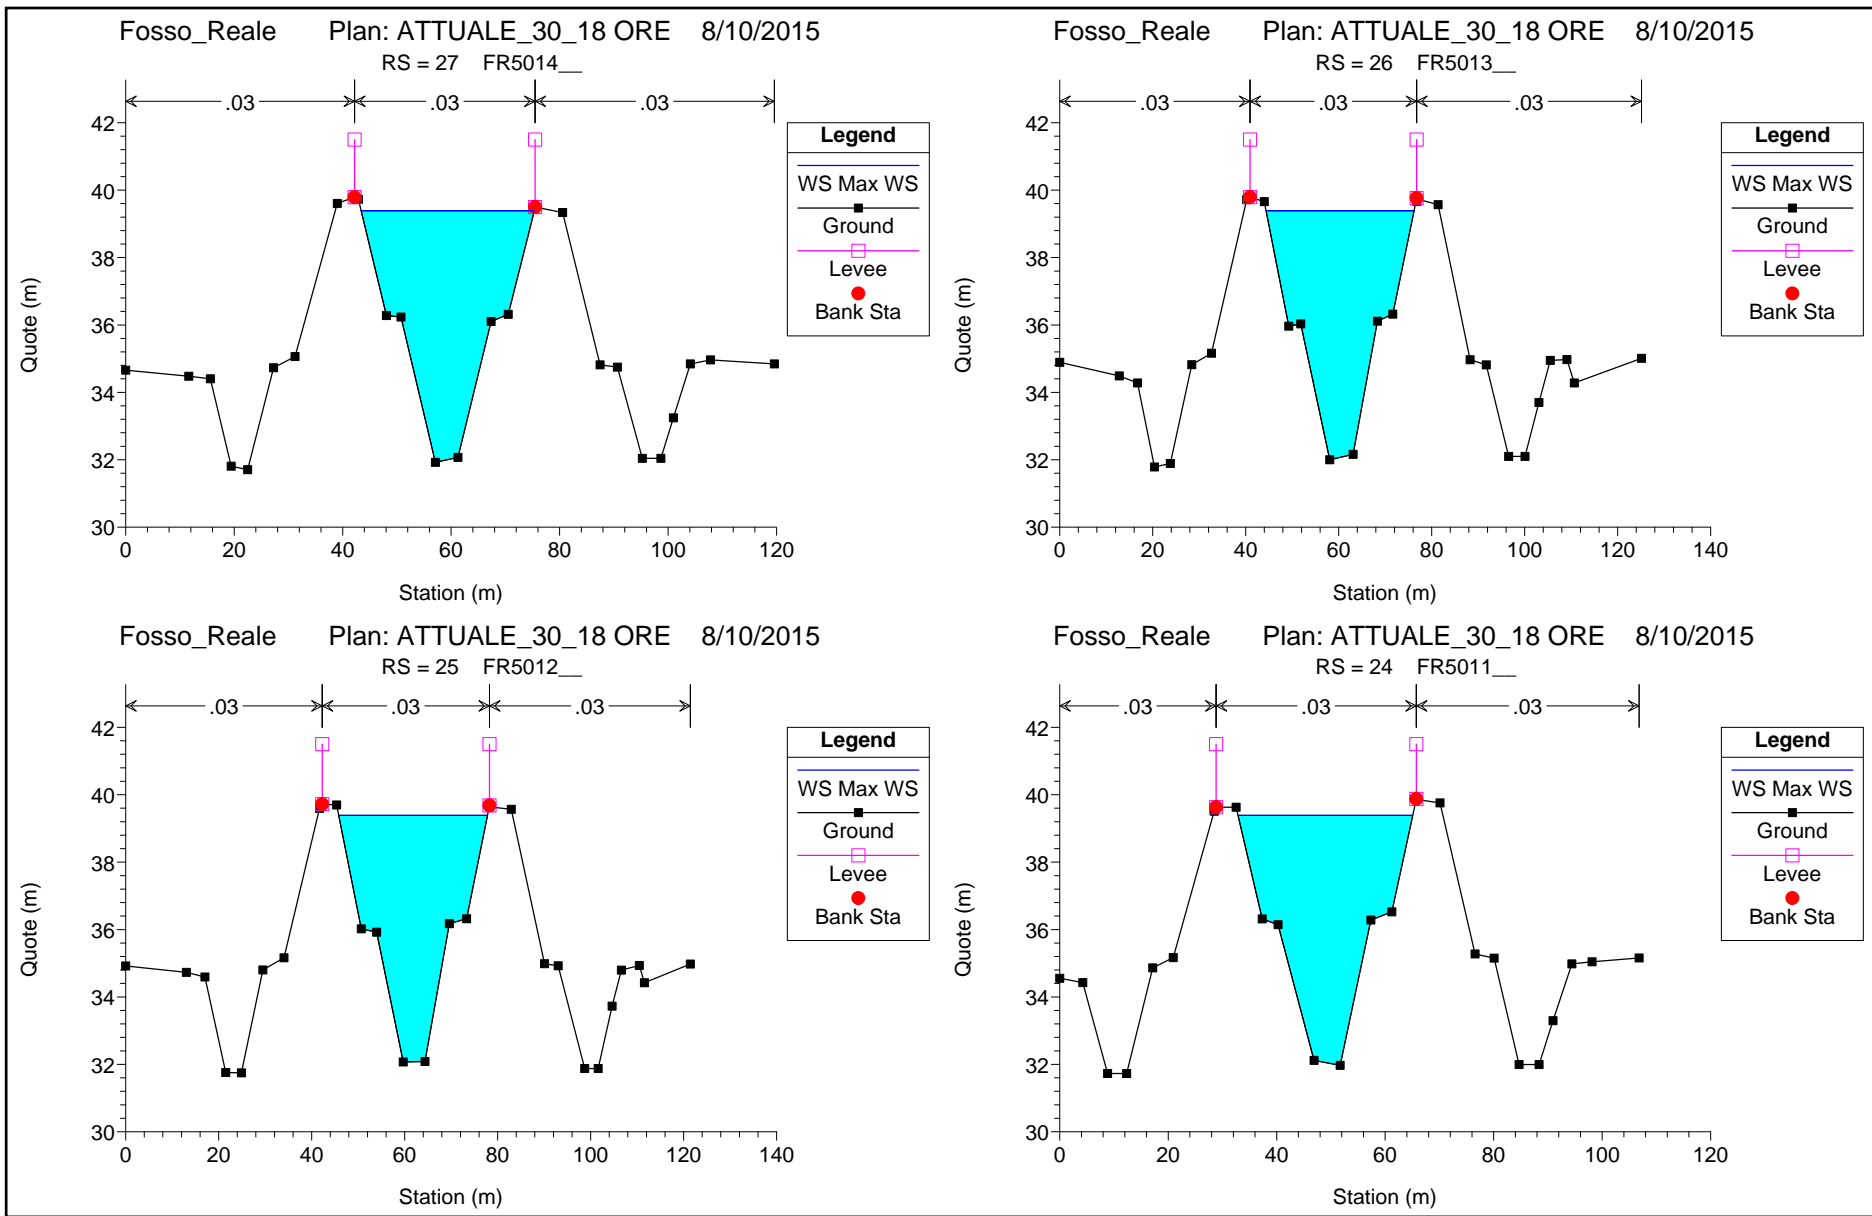 Fosso_Reale Plan: ATTUALE_30_18 ORE 8/10/2015
RS = 27 FR5014__
.03 .03 .03
42
40
38
36
34
32
30
Quote (m)
0 20 40 60 80 100 120
Station (m)
Legend
WS Max WS
Ground
Levee
Bank Sta
Fosso_Reale Plan: ATTUALE_30_18 ORE 8/10/2015
RS = 26 FR5013__
.03 .03 .03
42
40
38
36
34
32
30
Quote (m)
0 20 40 60 80 100 120 140
Station (m)
Legend
WS Max WS
Ground
Levee
Bank Sta
Fosso_Reale Plan: ATTUALE_30_18 ORE 8/10/2015
RS = 25 FR5012__
.03 .03 .03
42
40
38
36
34
32
30
Quote (m)
0 20 40 60 80 100 120 140
Station (m)
Legend
WS Max WS
Ground
Levee
Bank Sta
Fosso_Reale Plan: ATTUALE_30_18 ORE 8/10/2015
RS = 24 FR5011__
.03 .03 .03
42
40
38
36
34
32
30
Quote (m)
0 20 40 60 80 100 120
Station (m)
Legend
WS Max WS
Ground
Levee
Bank Sta